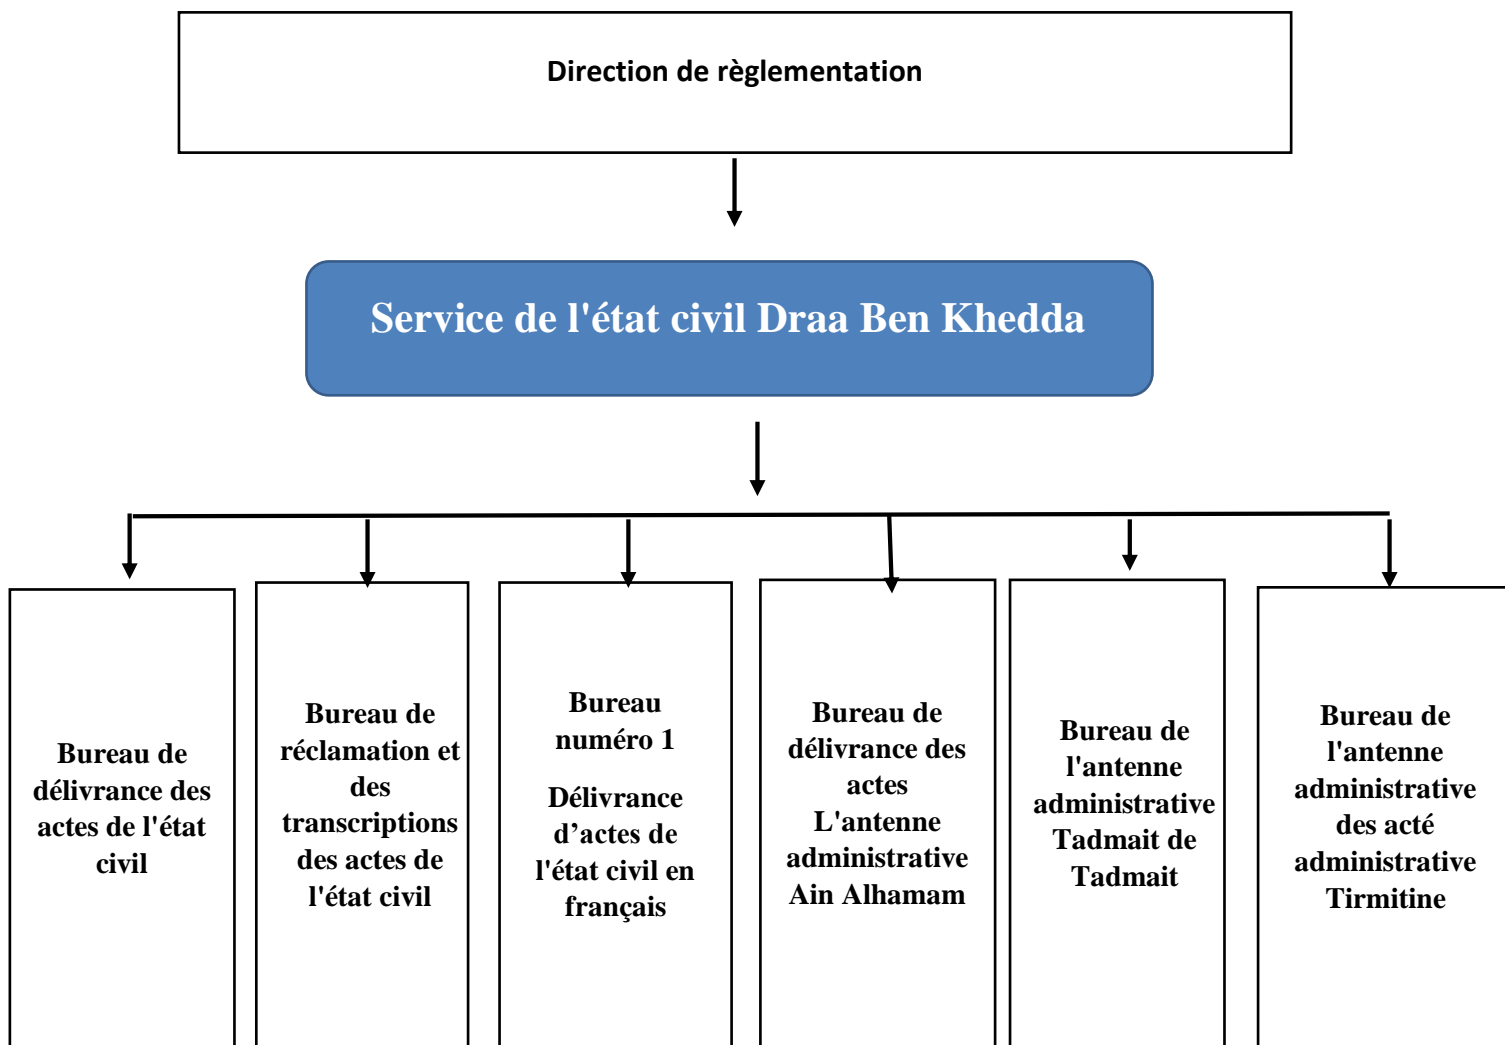 Direction de règlementation
Service de l'état civil Draa Ben Khedda
Bureau de
délivrance des
actes de l'état
civil
Bureau de
réclamation et
des
transcriptions
des actes de
l'état civil
Bureau
numéro 1
Délivrance
d’actes de
l'état civil en
français
Bureau de
délivrance des
actes
L'antenne
administrative
Ain Alhamam
Bureau de
l'antenne
administrative
Tadmait de
Tadmait
Bureau de
l'antenne
administrative
des acté
administrative
Tirmitine